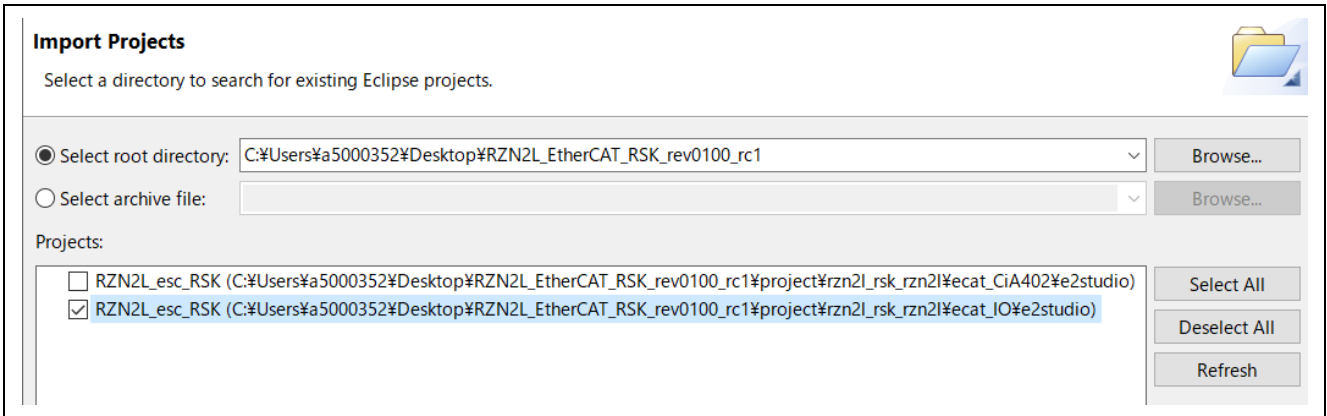 Import Projects
Select a directory to search for existing Eclipse projects.
Select root directory: C:¥Users¥a5000352¥Desktop¥RZN2L_EtherCAT_RSK_rev0100_rc1 Browse...
Select archive file: Browse...
Projects:
RZN2L_esc_RSK (C:¥Users¥a5000352¥Desktop¥RZN2L_EtherCAT_RSK_rev0100_rc1¥project¥rzn2l_rsk_rzn2l¥ecat_CiA402¥e2studio) Select All
RZN2L_esc_RSK (C:¥Users¥a5000352¥Desktop¥RZN2L_EtherCAT_RSK_rev0100_rc1¥project¥rzn2l_rsk_rzn2l¥ecat_IO¥e2studio)
Deselect All
Refresh